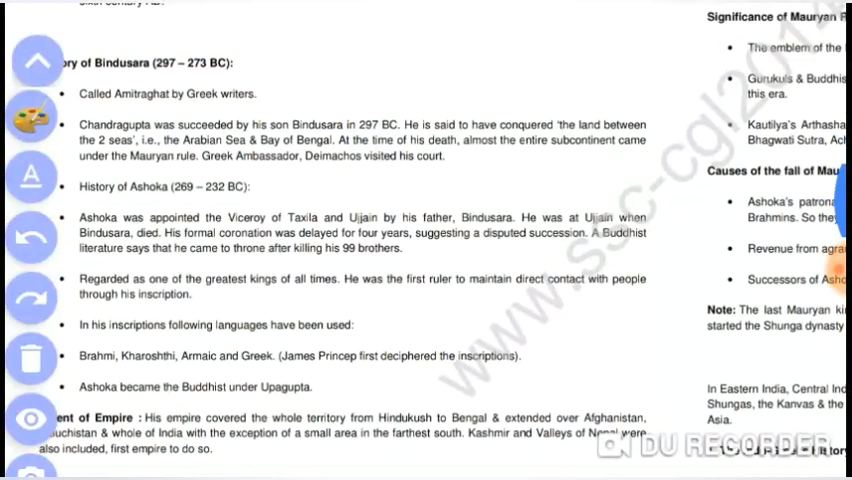 sixth century AD.
ory of Bindusara (297 – 273 BC):
• Called Amitraghat by Greek writers.
• Chandragupta was succeeded by his son Bindusara in 297 BC. He is said to have conquered 'the land between
the 2 seas', i.e., the Arabian Sea & Bay of Bengal. At the time of his death, almost the entire subcontinent came
under the Mauryan rule. Greek Ambassador, Deimachos visited his court.
• History of Ashoka (269 – 232 BC):
• Ashoka was appointed the Viceroy of Taxila and Ujjain by his father, Bindusara. He was at Ujjain when
Bindusara, died. His formal coronation was delayed for four years, suggesting a disputed succession. A Buddhist
literature says that he came to throne after killing his 99 brothers.
• Regarded as one of the greatest kings of all times. He was the first ruler to maintain direct contact with people
through his inscription.
• In his inscriptions following languages have been used:
• Brahmi, Kharoshthi, Armaic and Greek. (James Princep first deciphered the inscriptions).
• Ashoka became the Buddhist under Upagupta.
ent of Empire : His empire covered the whole territory from Hindukush to Bengal & extended over Afghanistan,
uchistan & whole of India with the exception of a small area in the farthest south. Kashmir and Valleys of Nepal were
also included, first empire to do so.
Significance of Mauryan R
• The emblem of the
• Gurukuls & Buddhis
this era.
• Kautilya's Arthasha
Bhagwati Sutra, Ac
Causes of the fall of Mau
• Ashoka's patrona
Brahmins. So they
• Revenue from agra
• Successors of Asho
Note: The last Mauryan ki
started the Shunga dynasty
In Eastern India, Central Ind
Shungas, the Kanvas & the
Asia.
History
www.ssc-cgl2014
DU RECORDER